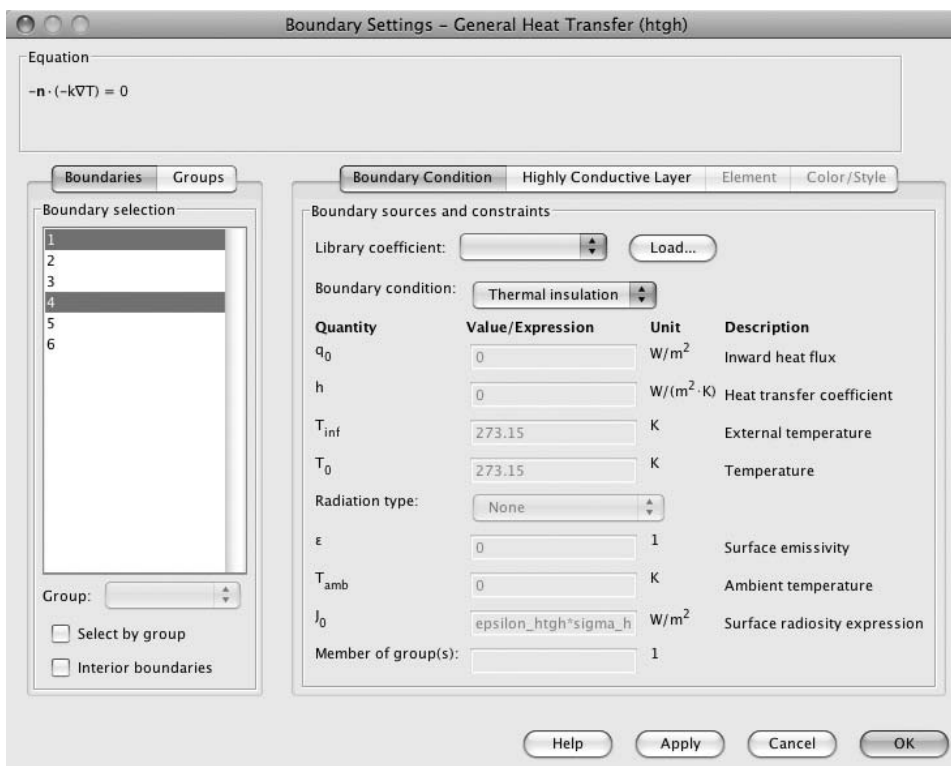 Boundary Settings – General Heat Transfer (htgh)
Equation
-n · (-k∇T) = 0
Boundaries Groups
Boundary selection
1
2
3
4
5
6
Group:
Select by group
Interior boundaries
Boundary Condition Highly Conductive Layer Element Color/Style
Boundary sources and constraints
Library coefficient: Load...
Boundary condition: Thermal insulation
Quantity Value/Expression Unit Description
q₀ 0 W/m² Inward heat flux
h 0 W/(m²·K) Heat transfer coefficient
T_inf 273.15 K External temperature
T₀ 273.15 K Temperature
Radiation type: None
ε 0 1 Surface emissivity
T_amb 0 K Ambient temperature
J₀ epsilon_htgh*sigma_h W/m² Surface radiosity expression
Member of group(s): 1
Help Apply Cancel OK